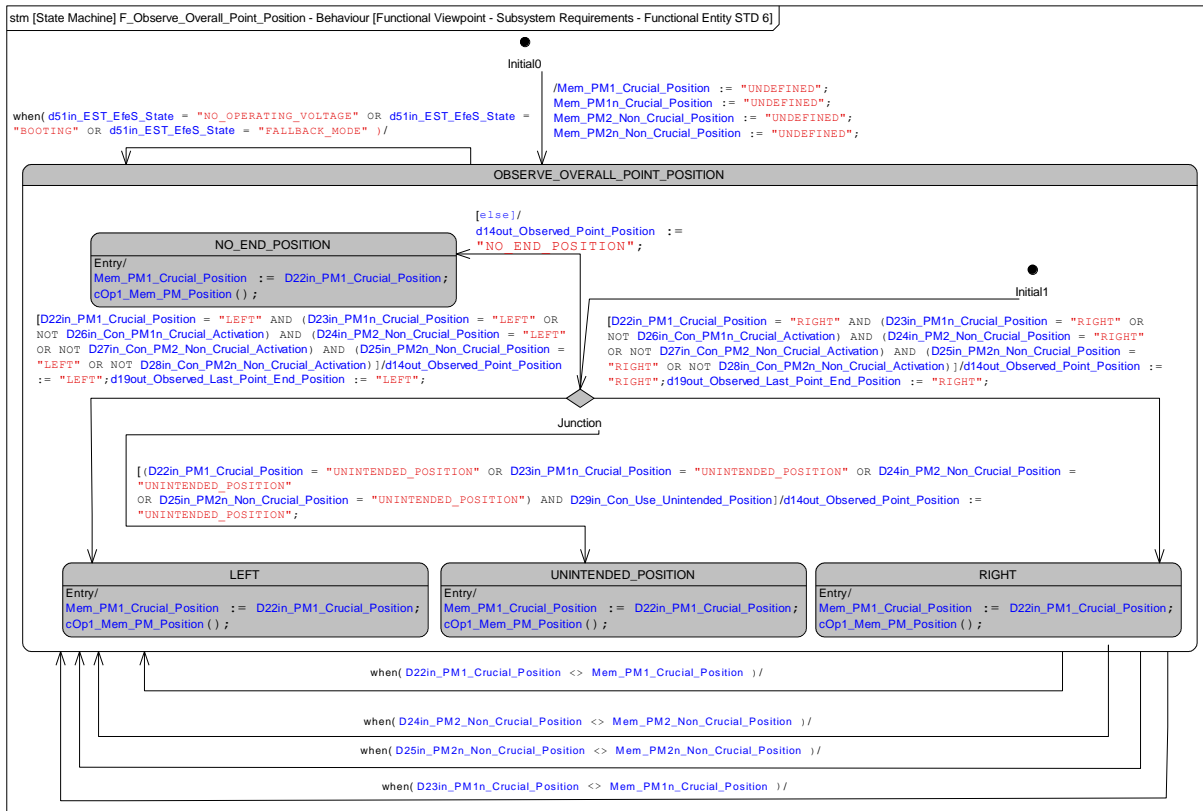 stm [State Machine] F_Observe_Overall_Point_Position - Behaviour [Functional Viewpoint - Subsystem Requirements - Functional Entity STD 6]
Initial0
/Mem_PM1_Crucial_Position := "UNDEFINED";
Mem_PM1n_Crucial_Position := "UNDEFINED";
Mem_PM2_Non_Crucial_Position := "UNDEFINED";
Mem_PM2n_Non_Crucial_Position := "UNDEFINED";
when( d51in_EST_EfeS_State = "NO_OPERATING_VOLTAGE" OR d51in_EST_EfeS_State =
"BOOTING" OR d51in_EST_EfeS_State = "FALLBACK_MODE" )/
OBSERVE_OVERALL_POINT_POSITION
[else]/
d14out_Observed_Point_Position :=
"NO_END_POSITION";
NO_END_POSITION
Entry/
Mem_PM1_Crucial_Position := D22in_PM1_Crucial_Position;
cOp1_Mem_PM_Position();
Initial1
[D22in_PM1_Crucial_Position = "LEFT" AND (D23in_PM1n_Crucial_Position = "LEFT" OR
NOT D26in_Con_PM1n_Crucial_Activation) AND (D24in_PM2_Non_Crucial_Position = "LEFT"
OR NOT D27in_Con_PM2_Non_Crucial_Activation) AND (D25in_PM2n_Non_Crucial_Position =
"LEFT" OR NOT D28in_Con_PM2n_Non_Crucial_Activation)]/d14out_Observed_Point_Position
:= "LEFT";d19out_Observed_Last_Point_End_Position := "LEFT";
[D22in_PM1_Crucial_Position = "RIGHT" AND (D23in_PM1n_Crucial_Position = "RIGHT" OR
NOT D26in_Con_PM1n_Crucial_Activation) AND (D24in_PM2_Non_Crucial_Position = "RIGHT"
OR NOT D27in_Con_PM2_Non_Crucial_Activation) AND (D25in_PM2n_Non_Crucial_Position =
"RIGHT" OR NOT D28in_Con_PM2n_Non_Crucial_Activation)]/d14out_Observed_Point_Position :=
"RIGHT";d19out_Observed_Last_Point_End_Position := "RIGHT";
Junction
[(D22in_PM1_Crucial_Position = "UNINTENDED_POSITION" OR D23in_PM1n_Crucial_Position = "UNINTENDED_POSITION" OR D24in_PM2_Non_Crucial_Position =
"UNINTENDED_POSITION"
OR D25in_PM2n_Non_Crucial_Position = "UNINTENDED_POSITION") AND D29in_Con_Use_Unintended_Position]/d14out_Observed_Point_Position :=
"UNINTENDED_POSITION";
LEFT
Entry/
Mem_PM1_Crucial_Position := D22in_PM1_Crucial_Position;
cOp1_Mem_PM_Position();
UNINTENDED_POSITION
Entry/
Mem_PM1_Crucial_Position := D22in_PM1_Crucial_Position;
cOp1_Mem_PM_Position();
RIGHT
Entry/
Mem_PM1_Crucial_Position := D22in_PM1_Crucial_Position;
cOp1_Mem_PM_Position();
when( D22in_PM1_Crucial_Position <> Mem_PM1_Crucial_Position )/
when( D24in_PM2_Non_Crucial_Position <> Mem_PM2_Non_Crucial_Position )/
when( D25in_PM2n_Non_Crucial_Position <> Mem_PM2n_Non_Crucial_Position )/
when( D23in_PM1n_Crucial_Position <> Mem_PM1n_Crucial_Position )/